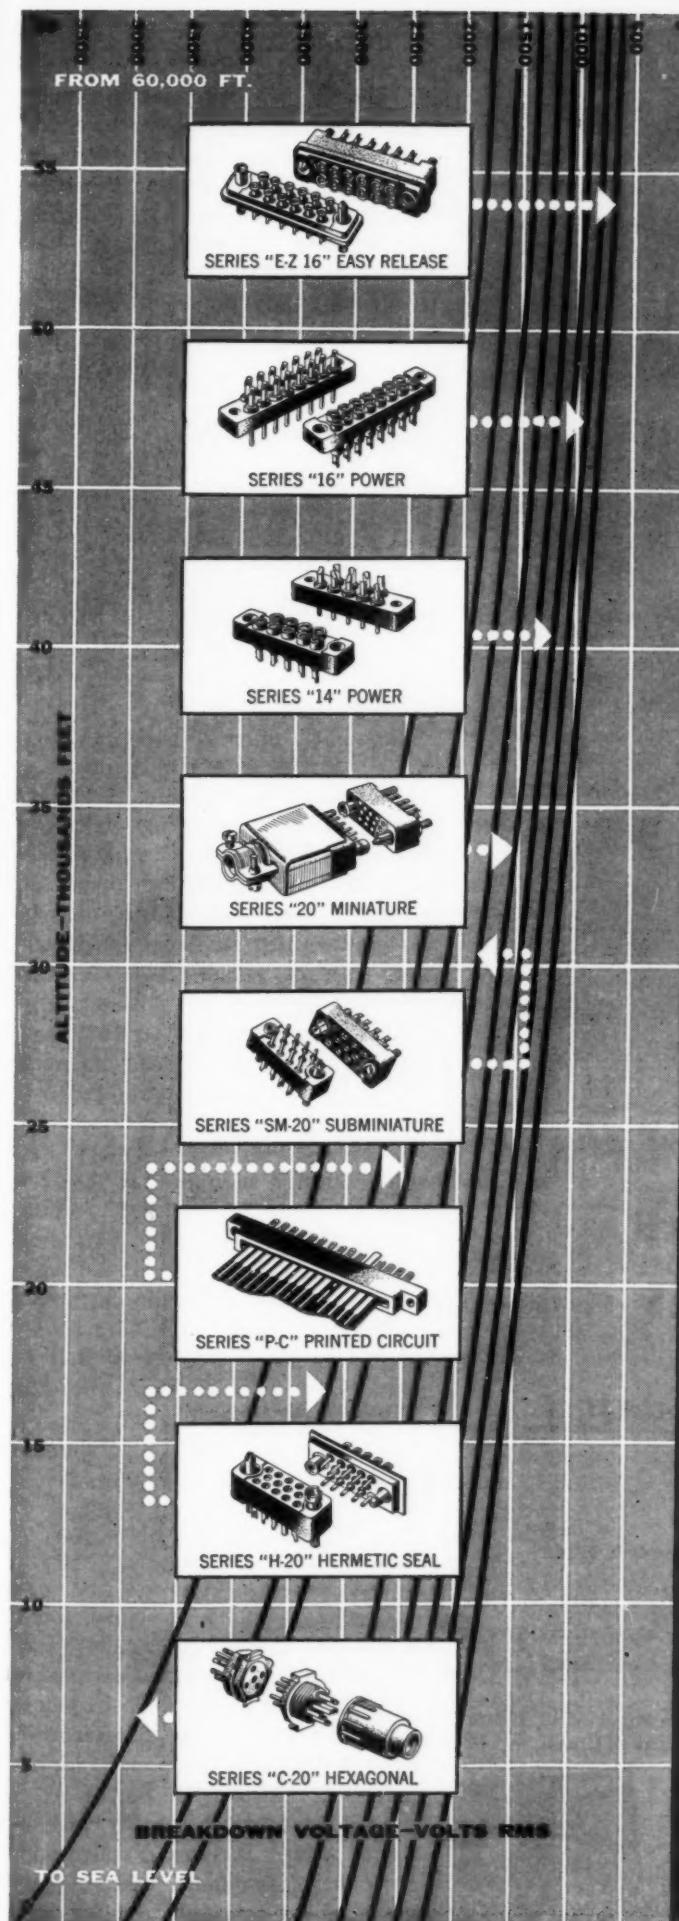 FROM 60,000 FT.
55
SERIES "E-Z 16" EASY RELEASE
50
SERIES "16" POWER
45
SERIES "14" POWER
40
ALTITUDE—THOUSANDS FEET
35
SERIES "20" MINIATURE
30
SERIES "SM-20" SUBMINIATURE
25
SERIES "P-C" PRINTED CIRCUIT
20
15
SERIES "H-20" HERMETIC SEAL
10
SERIES "C-20" HEXAGONAL
5
BREAKDOWN VOLTAGE—VOLTS RMS
TO SEA LEVEL